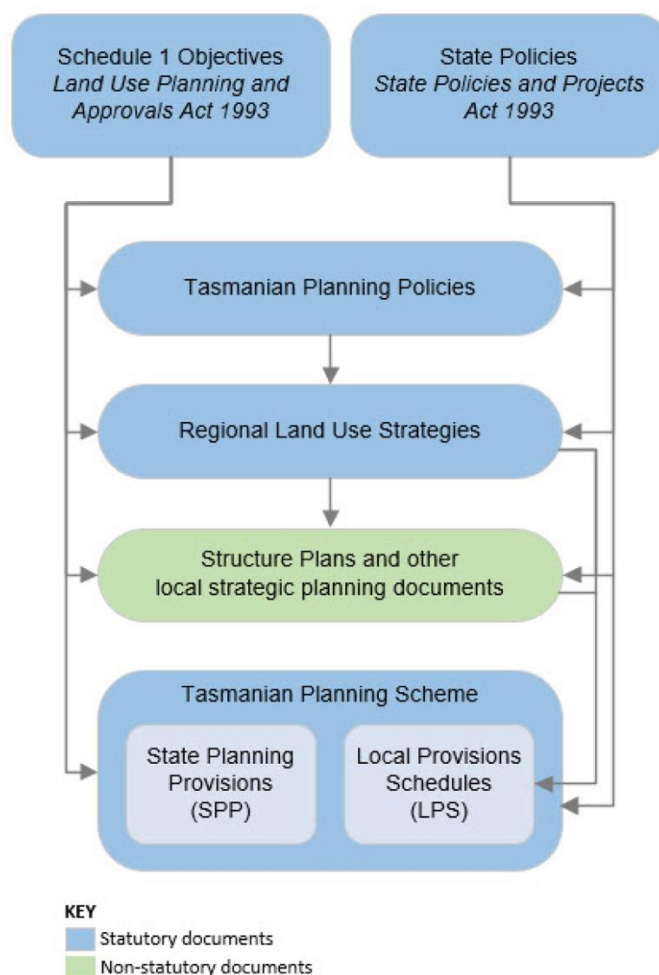 Schedule 1 Objectives
Land Use Planning and
Approvals Act 1993
State Policies
State Policies and Projects
Act 1993
Tasmanian Planning Policies
Regional Land Use Strategies
Structure Plans and other
local strategic planning documents
Tasmanian Planning Scheme
State Planning
Provisions
(SPP)
Local Provisions
Schedules
(LPS)
KEY
Statutory documents
Non-statutory documents